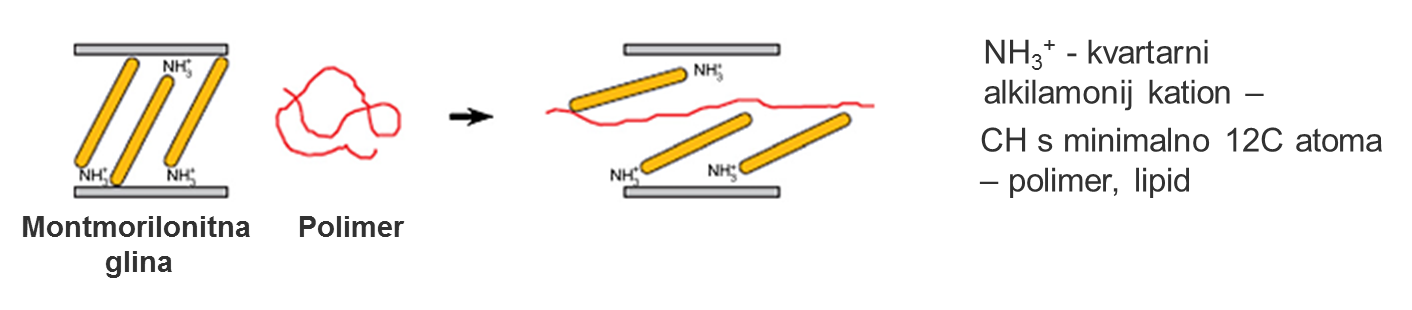 NH₃⁺
NH₃⁺
NH₃⁺
Montmorilonitna
glina
Polimer
NH₃⁺
NH₃⁺
NH₃⁺
NH₃⁺ - kvartarni
alkilamonij kation –
CH s minimalno 12C atoma
– polimer, lipid